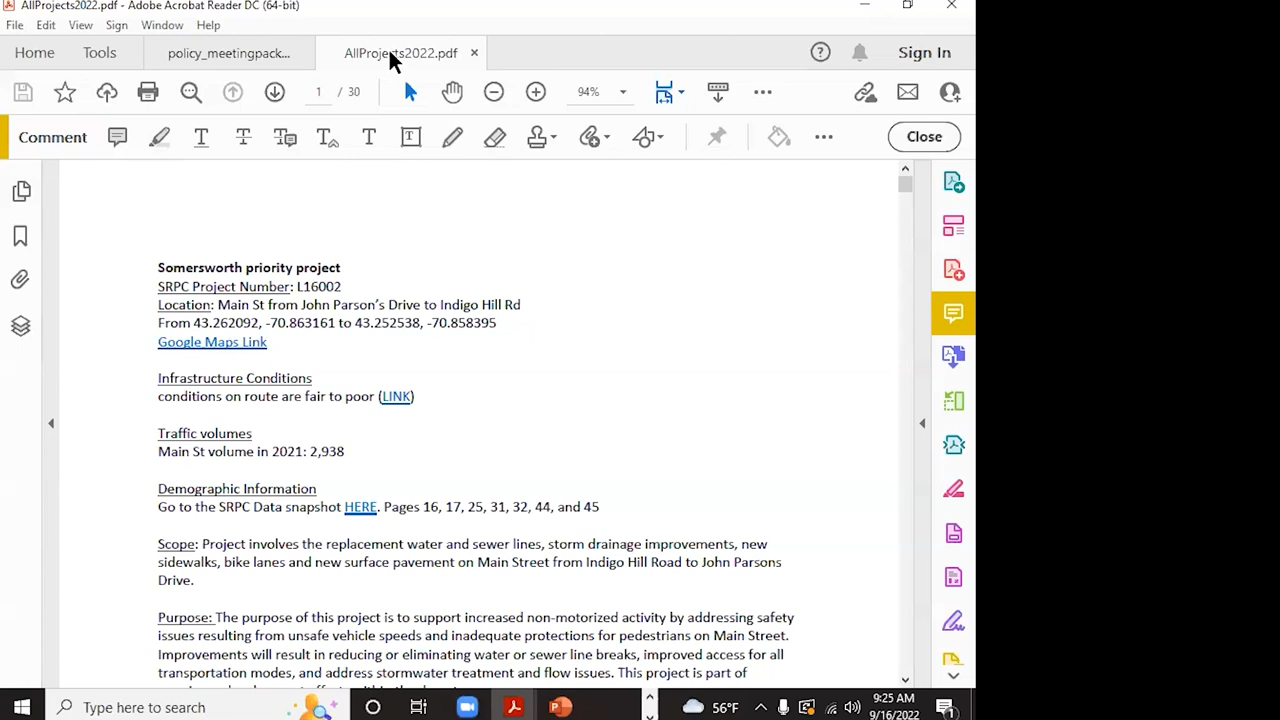 AllProjects2022.pdf - Adobe Acrobat Reader DC (64-bit)
File Edit View Sign Window Help
Home Tools policy_meetingpack... AllProjects2022.pdf × Sign In
1 / 30 94%
Comment Close
Somersworth priority project
SRPC Project Number: L16002
Location: Main St from John Parson's Drive to Indigo Hill Rd
From 43.262092, -70.863161 to 43.252538, -70.858395
Google Maps Link
Infrastructure Conditions
conditions on route are fair to poor (LINK)
Traffic volumes
Main St volume in 2021: 2,938
Demographic Information
Go to the SRPC Data snapshot HERE. Pages 16, 17, 25, 31, 32, 44, and 45
Scope: Project involves the replacement water and sewer lines, storm drainage improvements, new
sidewalks, bike lanes and new surface pavement on Main Street from Indigo Hill Road to John Parsons
Drive.
Purpose: The purpose of this project is to support increased non-motorized activity by addressing safety
issues resulting from unsafe vehicle speeds and inadequate protections for pedestrians on Main Street.
Improvements will result in reducing or eliminating water or sewer line breaks, improved access for all
transportation modes, and address stormwater treatment and flow issues. This project is part of
Type here to search 56°F 9:25 AM
9/16/2022 1